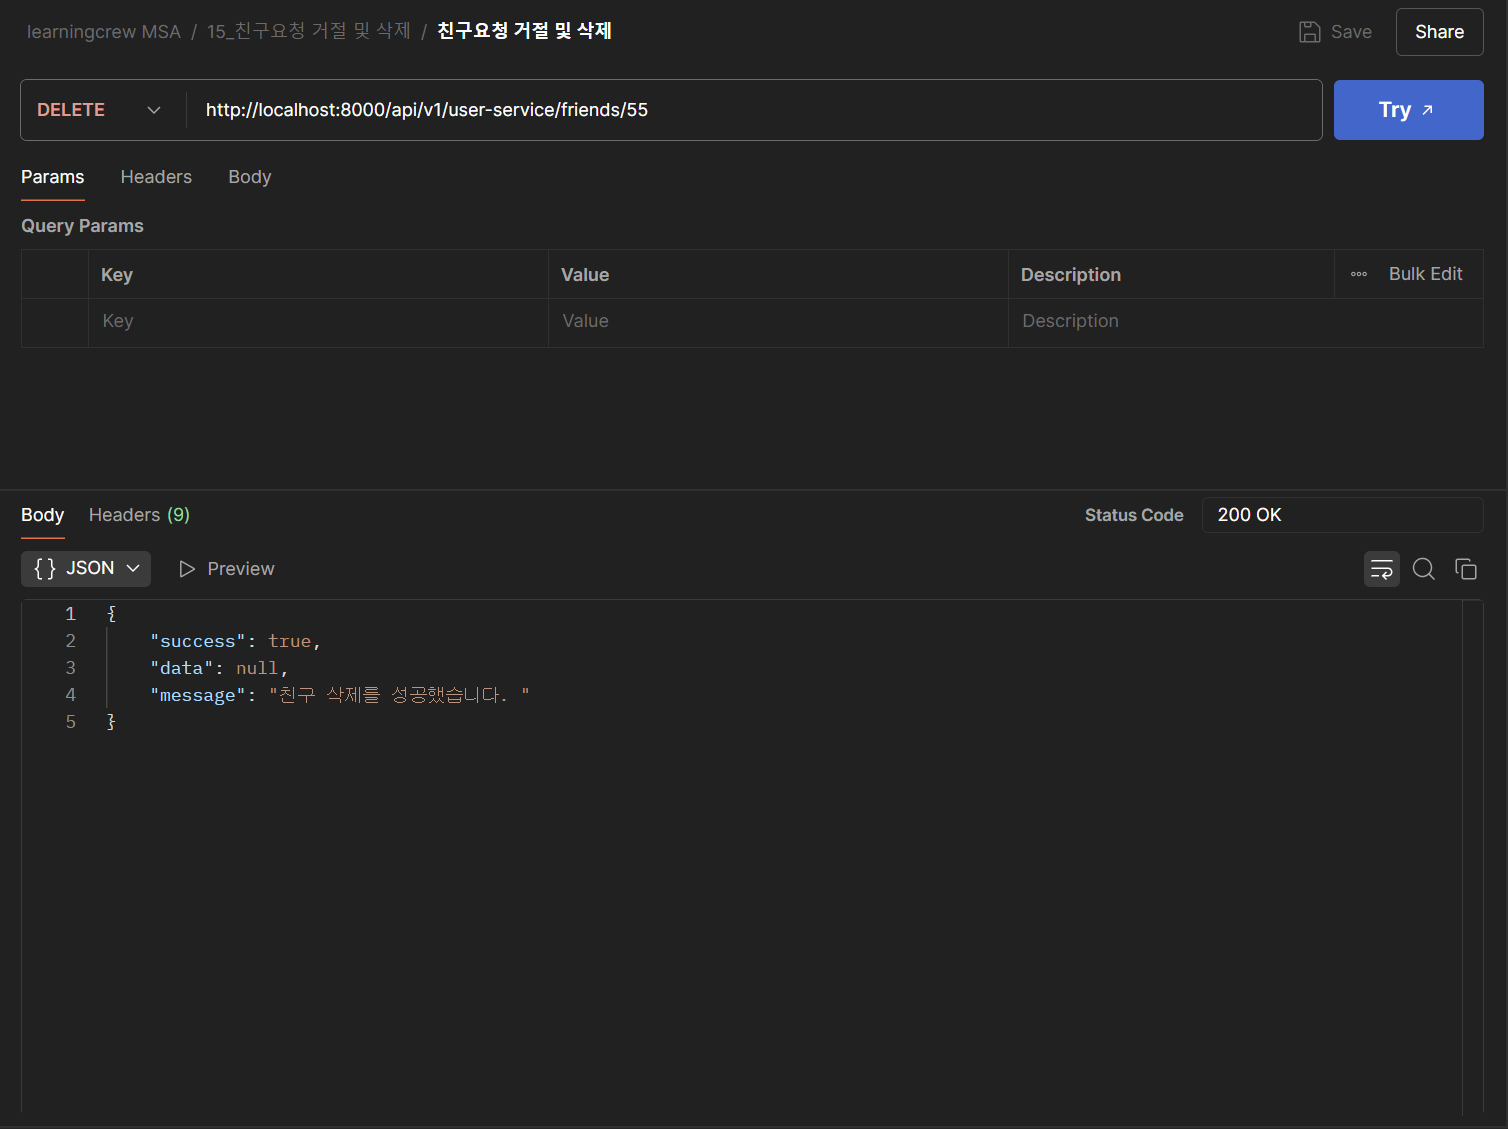 learningcrew MSA / 15_친구요청 거절 및 삭제 / 친구요청 거절 및 삭제 Save Share
DELETE http://localhost:8000/api/v1/user-service/friends/55 Try
Params Headers Body
Query Params
Key Value Description Bulk Edit
Key Value Description
Body Headers (9) Status Code 200 OK
{} JSON Preview
1 {
2 "success": true,
3 "data": null,
4 "message": "친구 삭제를 성공했습니다. "
5 }